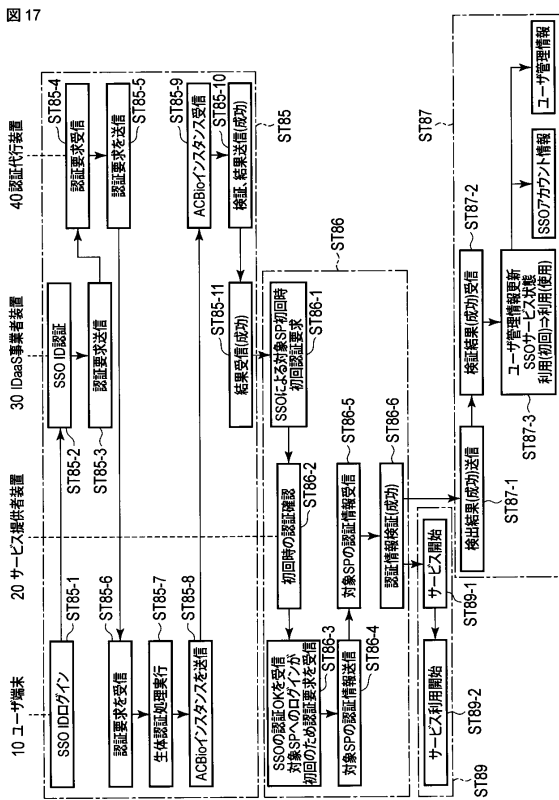 図 17
10 ユーザ端末
20 サービス提供者装置
30 IDaaS事業者装置
40 認証代行装置
SSO IDログイン
ST85-1
SSO ID認証
ST85-2
認証要求送信
ST85-3
認証要求受信
ST85-4
認証要求を送信
ST85-5
認証要求を受信
ST85-6
生体認証処理実行
ST85-7
ACBioインスタンスを送信
ST85-8
ACBioインスタンス受信
ST85-9
検証、結果送信(成功)
ST85-10
結果受信(成功)
ST85-11
ST85
SSOによる対象SP初回時
初回認証要求
ST86-1
初回時の認証確認
ST86-2
SSOの認証OKを受信
対象SPへのログインが
初回のため認証要求を受信
ST86-3
対象SPの認証情報送信
ST86-4
対象SPの認証情報受信
ST86-5
認証情報検証(成功)
ST86-6
ST86
検出結果(成功)送信
ST87-1
検証結果(成功)受信
ST87-2
ユーザ管理情報更新
SSOサービス状態
利用(初回)⇒利用(使用)
ST87-3
SSOアカウント情報
ユーザ管理情報
ST87
サービス開始
ST89-1
サービス利用開始
ST89-2
ST89